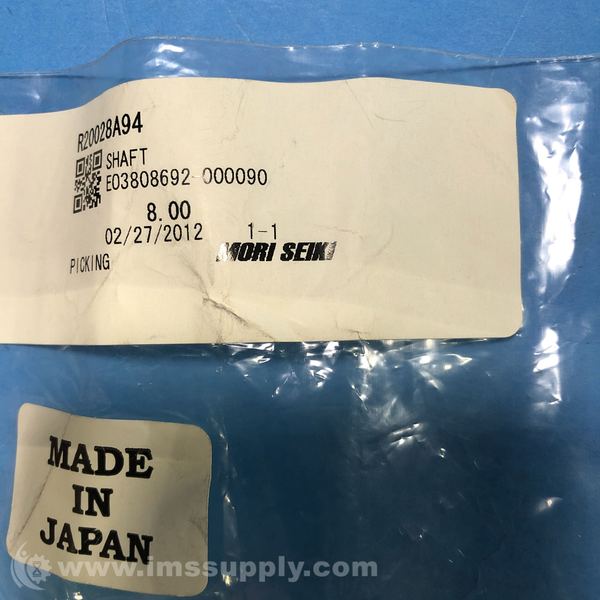 R20028A94
SHAFT
E03808692-000090
8.00
02/27/2012 1-1
PICKING MORI SEIKI
MADE
IN
JAPAN
www.imssupply.com